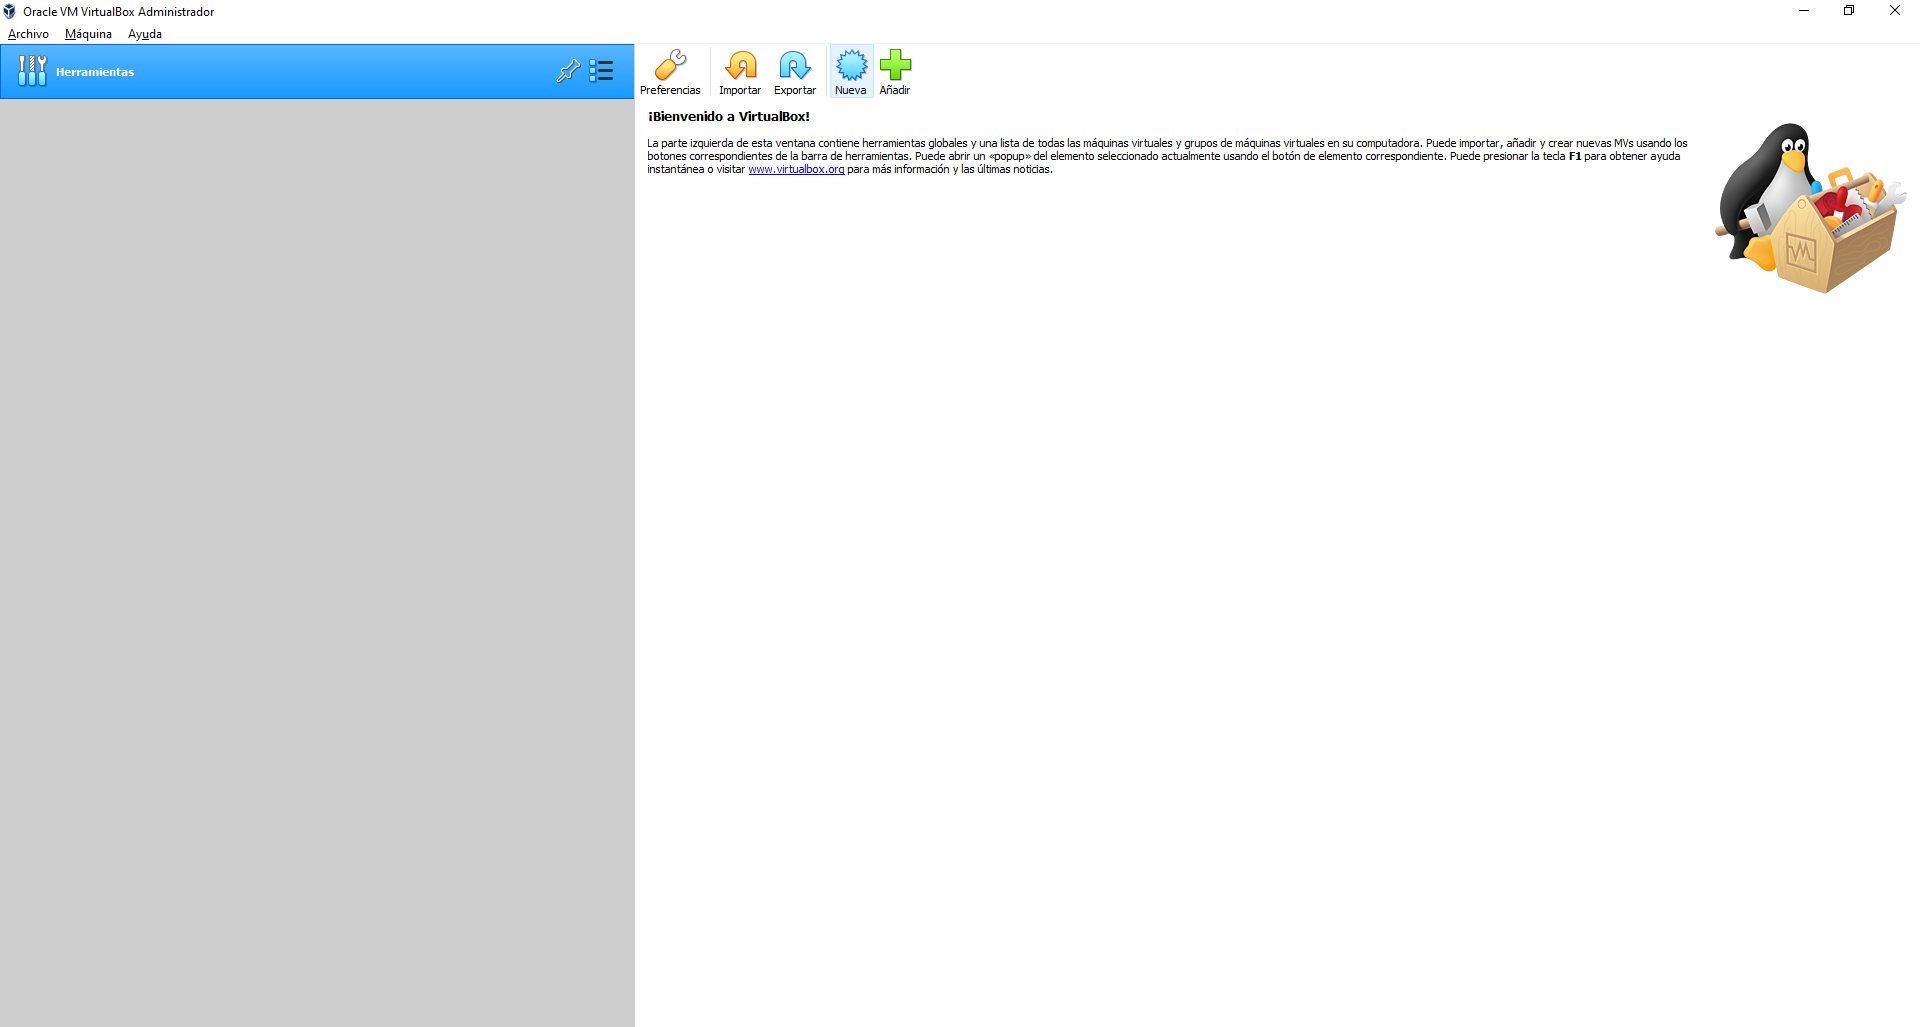 Oracle VM VirtualBox Administrador
Archivo Máquina Ayuda
Herramientas
Preferencias Importar Exportar Nueva Añadir
¡Bienvenido a VirtualBox!
La parte izquierda de esta ventana contiene herramientas globales y una lista de todas las máquinas virtuales y grupos de máquinas virtuales en su computadora. Puede importar, añadir y crear nuevas MVs usando los
botones correspondientes de la barra de herramientas. Puede abrir un «popup» del elemento seleccionado actualmente usando el botón de elemento correspondiente. Puede presionar la tecla F1 para obtener ayuda
instantánea o visitar www.virtualbox.org para más información y las últimas noticias.